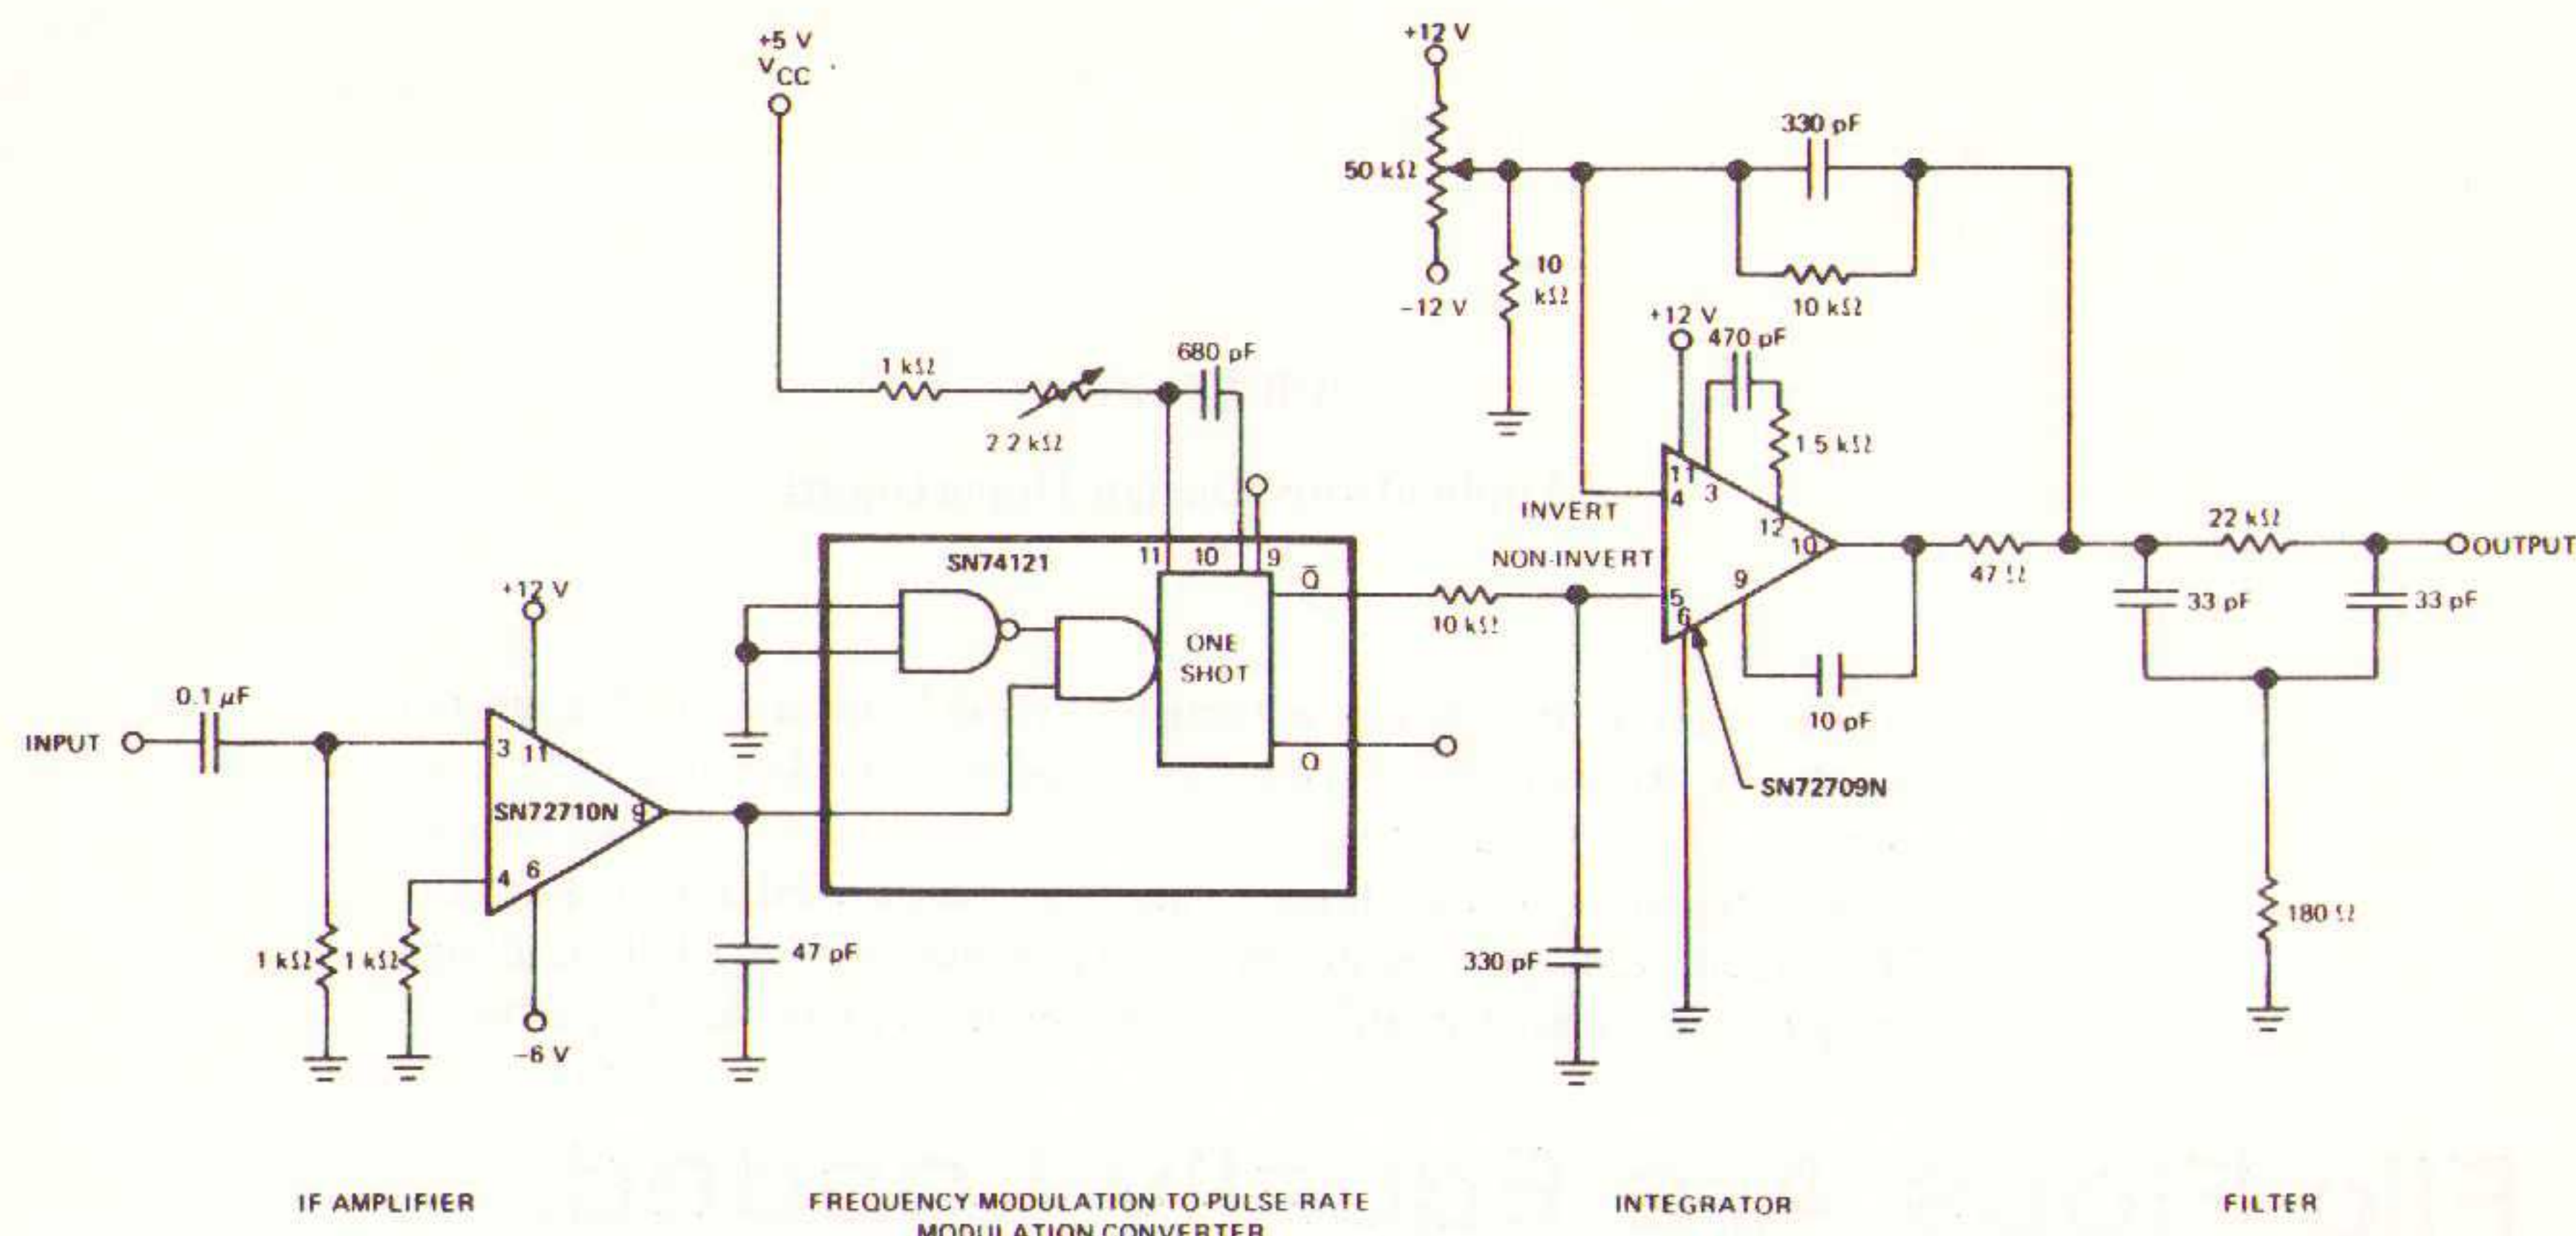 +5 V
VCC
+12 V
50 kΩ
-12 V
10
kΩ
330 pF
10 kΩ
+12 V
470 pF
1.5 kΩ
1 kΩ
2.2 kΩ
680 pF
SN74121
11 10 9
Q̄
ONE
SHOT
Q
INVERT
NON-INVERT
11
4
3
12
10
9
5
6
10 kΩ
47 Ω
22 kΩ
OUTPUT
33 pF
33 pF
10 pF
SN72709N
180 Ω
330 pF
+12 V
0.1 µF
INPUT
3 11
SN72710N 9
4 6
1 kΩ
1 kΩ
-6 V
47 pF
IF AMPLIFIER
FREQUENCY MODULATION TO PULSE RATE
MODULATION CONVERTER
INTEGRATOR
FILTER